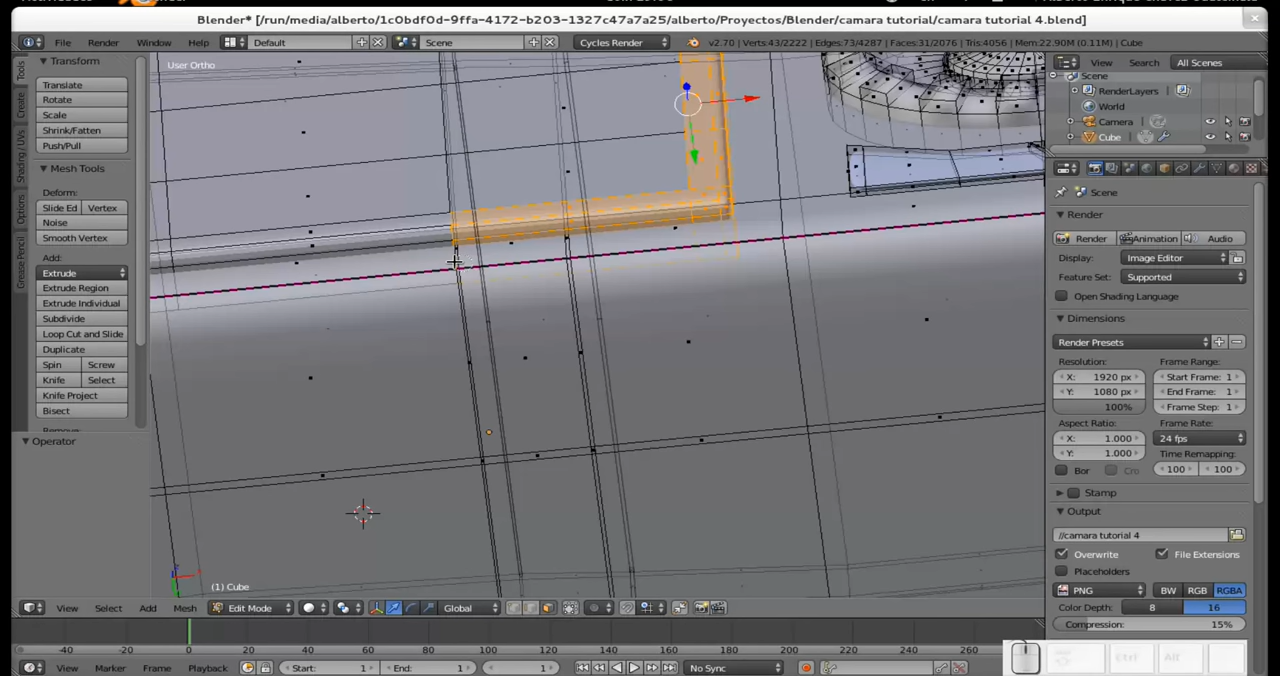 Blender* [/run/media/alberto/1c0bdf0d-9ffa-4172-b203-1327c47a7a25/alberto/Proyectos/Blender/camara tutorial/camara tutorial 4.blend]
File Render Window Help Default Scene Cycles Render v2.70 | Verts:43/2222 | Edges:73/4287 | Faces:31/2076 | Tris:4056 | Mem:22.90M (0.11M) | Cube
Tools
Create
Shading / UVs
Options
Grease Pencil
Transform
Translate
Rotate
Scale
Shrink/Fatten
Push/Pull
Mesh Tools
Deform:
Slide Ed Vertex
Noise
Smooth Vertex
Add:
Extrude
Extrude Region
Extrude Individual
Subdivide
Loop Cut and Slide
Duplicate
Spin Screw
Knife Select
Knife Project
Bisect
Operator
User Ortho
(1) Cube
View Select Add Mesh Edit Mode Global
-40 -20 0 20 40 60 80 100 120 140 160 180 200 220 240 260
View Marker Frame Playback Start: 1 End: 1 1 No Sync
View Search All Scenes
Scene
RenderLayers
World
Camera
Cube
Scene
Render
Render Animation Audio
Display: Image Editor
Feature Set: Supported
Open Shading Language
Dimensions
Render Presets
Resolution: Frame Range:
X: 1920 px Start Frame: 1
Y: 1080 px End Frame: 1
100% Frame Step: 1
Aspect Ratio: Frame Rate:
X: 1.000 24 fps
Y: 1.000 Time Remapping:
Bor Cro 100 100
Stamp
Output
//camara tutorial 4
Overwrite File Extensions
Placeholders
PNG BW RGB RGBA
Color Depth: 8 16
Compression: 15%
Ctrl Alt